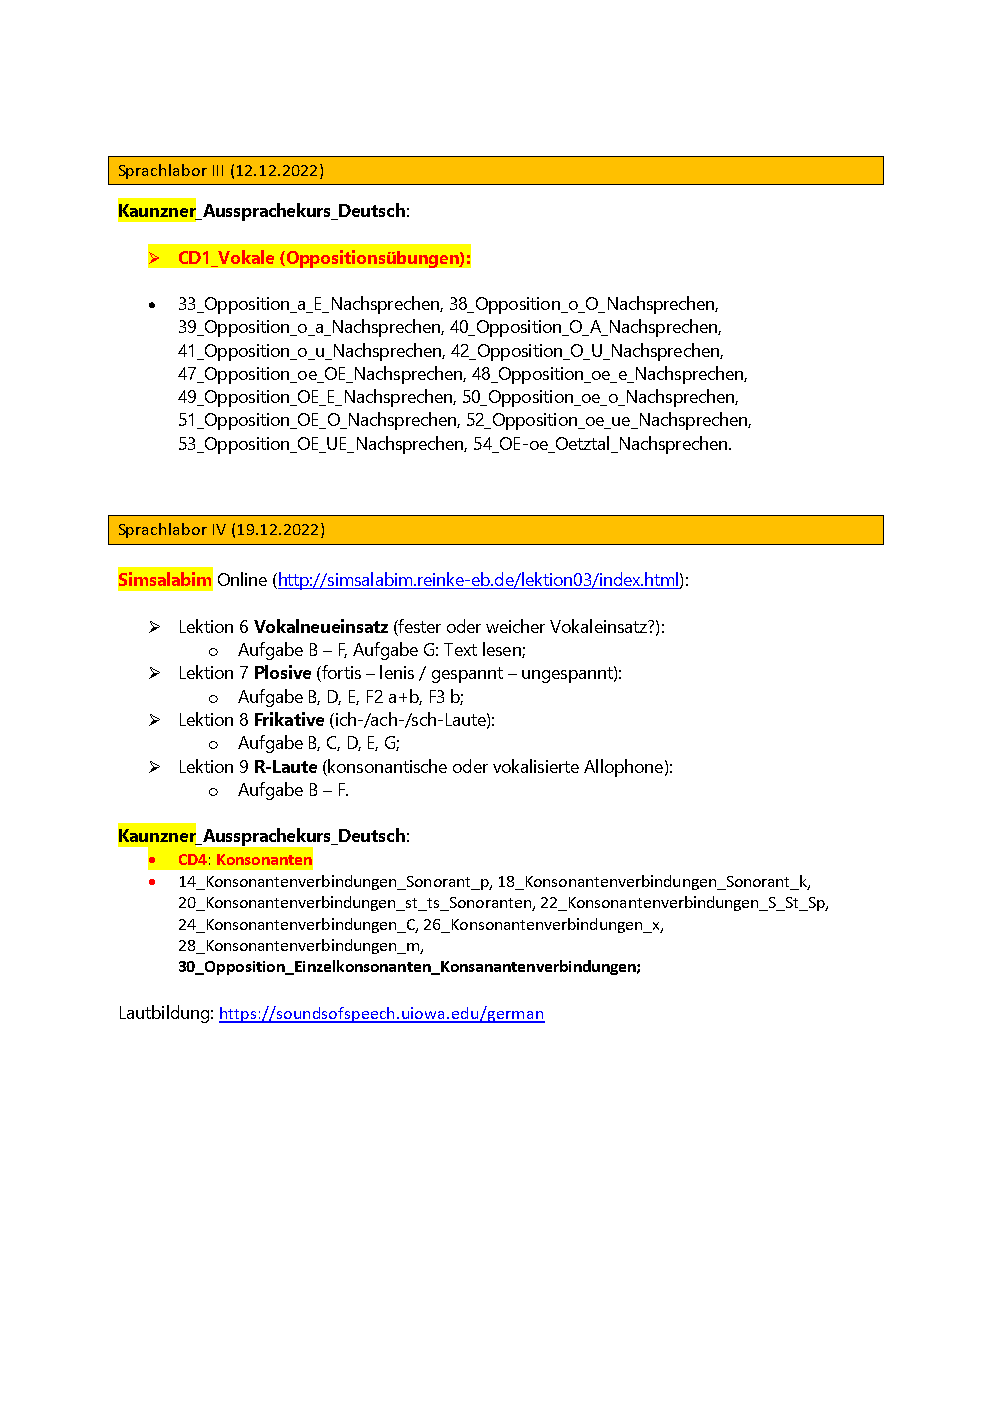 Sprachlabor III (12.12.2022)
Kaunzner_Aussprachekurs_Deutsch:
➢ CD1_Vokale (Oppositionsübungen):
• 33_Opposition_a_E_Nachsprechen, 38_Opposition_o_O_Nachsprechen,
39_Opposition_o_a_Nachsprechen, 40_Opposition_O_A_Nachsprechen,
41_Opposition_o_u_Nachsprechen, 42_Opposition_O_U_Nachsprechen,
47_Opposition_oe_OE_Nachsprechen, 48_Opposition_oe_e_Nachsprechen,
49_Opposition_OE_E_Nachsprechen, 50_Opposition_oe_o_Nachsprechen,
51_Opposition_OE_O_Nachsprechen, 52_Opposition_oe_ue_Nachsprechen,
53_Opposition_OE_UE_Nachsprechen, 54_OE-oe_Oetztal_Nachsprechen.
Sprachlabor IV (19.12.2022)
Simsalabim Online (http://simsalabim.reinke-eb.de/lektion03/index.html):
➢ Lektion 6 Vokalneueinsatz (fester oder weicher Vokaleinsatz?):
o Aufgabe B – F, Aufgabe G: Text lesen;
➢ Lektion 7 Plosive (fortis – lenis / gespannt – ungespannt):
o Aufgabe B, D, E, F2 a+b, F3 b;
➢ Lektion 8 Frikative (ich-/ach-/sch-Laute):
o Aufgabe B, C, D, E, G;
➢ Lektion 9 R-Laute (konsonantische oder vokalisierte Allophone):
o Aufgabe B – F.
Kaunzner_Aussprachekurs_Deutsch:
• CD4: Konsonanten
• 14_Konsonantenverbindungen_Sonorant_p, 18_Konsonantenverbindungen_Sonorant_k,
20_Konsonantenverbindungen_st_ts_Sonoranten, 22_Konsonantenverbindungen_S_St_Sp,
24_Konsonantenverbindungen_C, 26_Konsonantenverbindungen_x,
28_Konsonantenverbindungen_m,
30_Opposition_Einzelkonsonanten_Konsanantenverbindungen;
Lautbildung: https://soundsofspeech.uiowa.edu/german